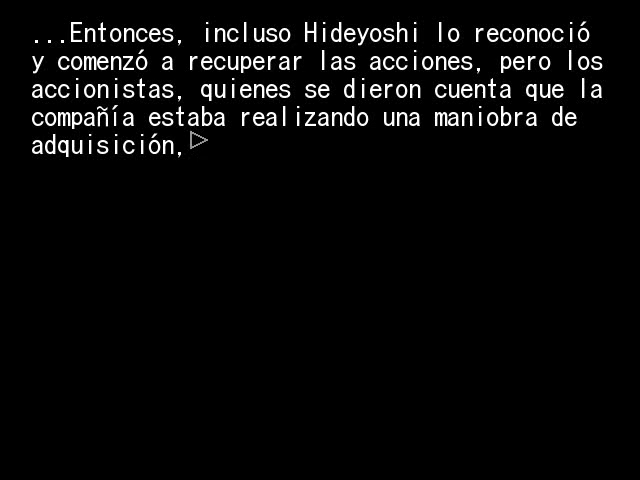 ...Entonces, incluso Hideyoshi lo reconoció
y comenzó a recuperar las acciones, pero los
accionistas, quienes se dieron cuenta que la
compañía estaba realizando una maniobra de
adquisición,